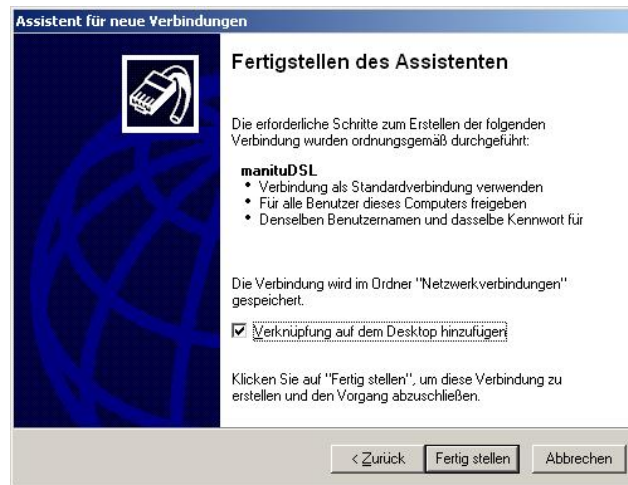 Assistent für neue Verbindungen
Fertigstellen des Assistenten
Die erforderliche Schritte zum Erstellen der folgenden
Verbindung wurden ordnungsgemäß durchgeführt:
manituDSL
• Verbindung als Standardverbindung verwenden
• Für alle Benutzer dieses Computers freigeben
• Denselben Benutzernamen und dasselbe Kennwort für
Die Verbindung wird im Ordner "Netzwerkverbindungen"
gespeichert.
Verknüpfung auf dem Desktop hinzufügen
Klicken Sie auf "Fertig stellen", um diese Verbindung zu
erstellen und den Vorgang abzuschließen.
< Zurück Fertig stellen Abbrechen